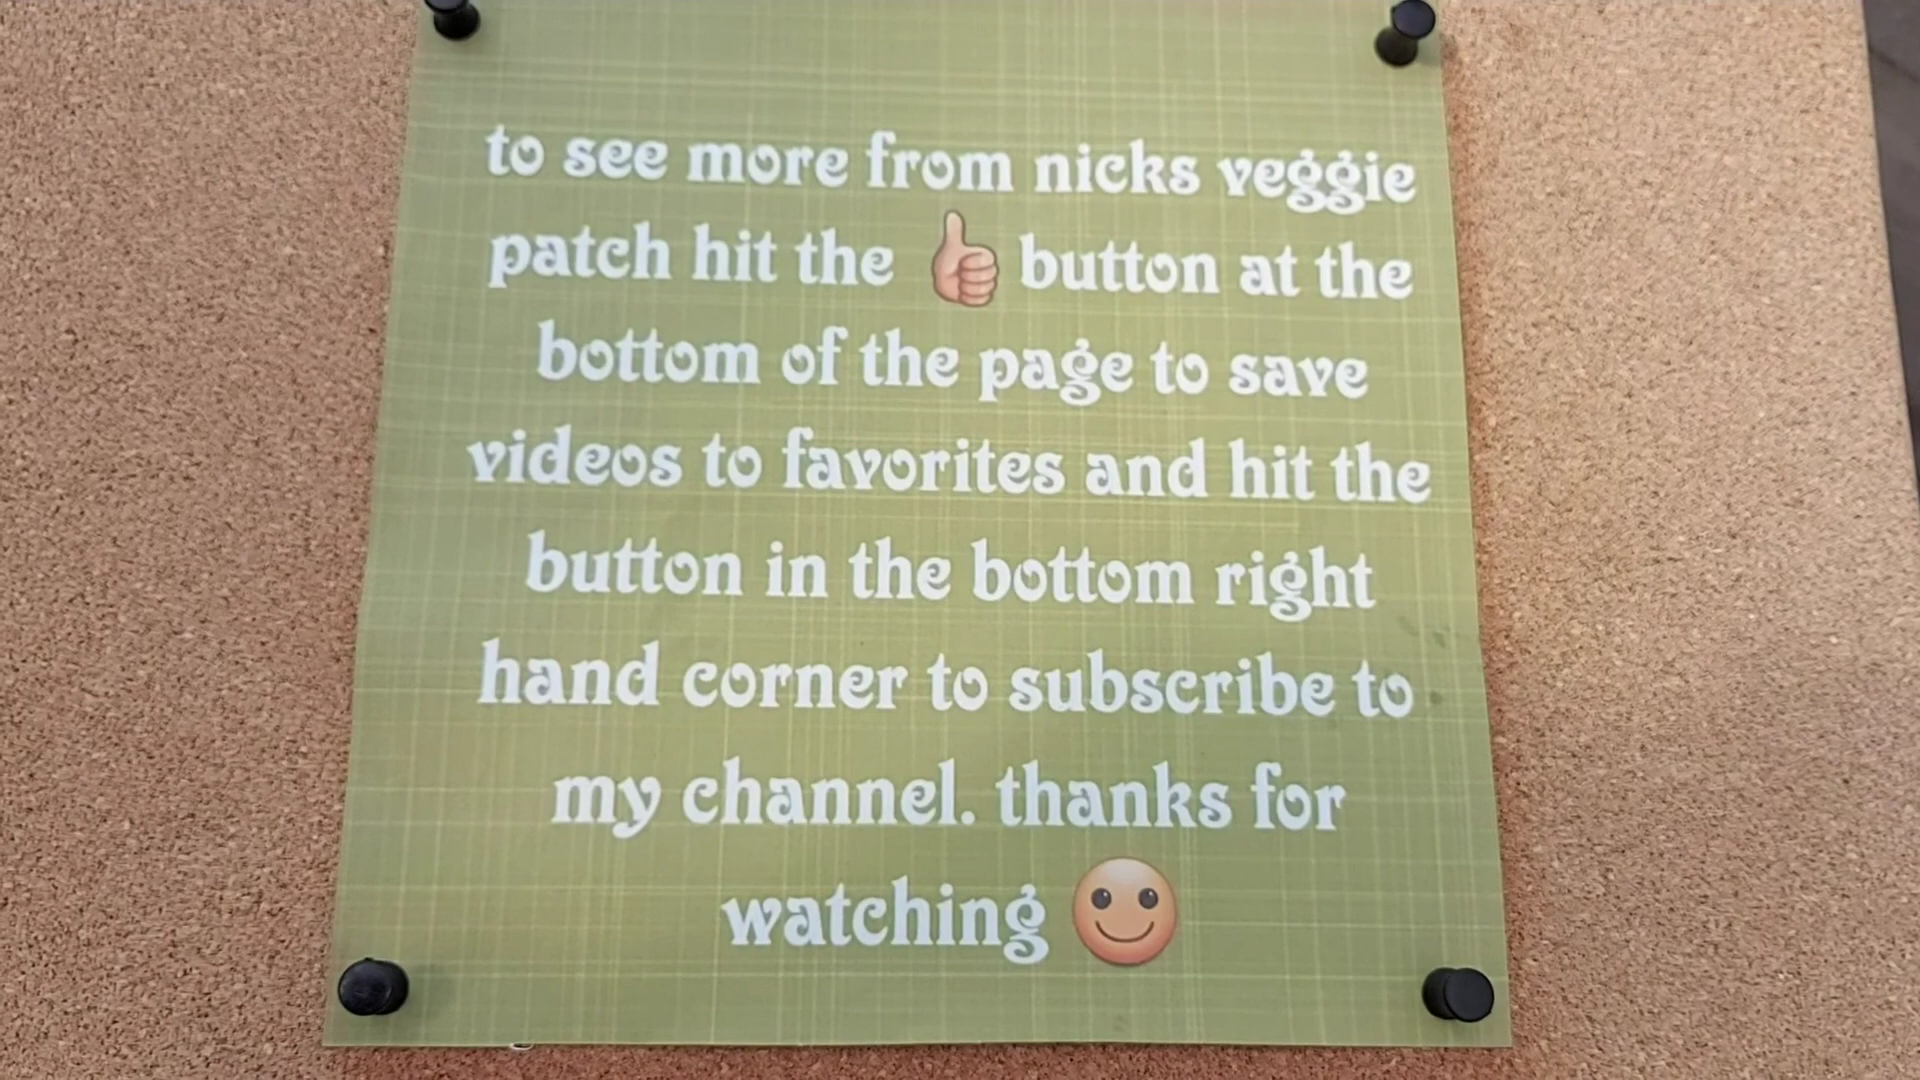 to see more from nicks veggie
patch hit the 👍 button at the
bottom of the page to save
videos to favorites and hit the
button in the bottom right
hand corner to subscribe to
my channel. thanks for
watching 🙂